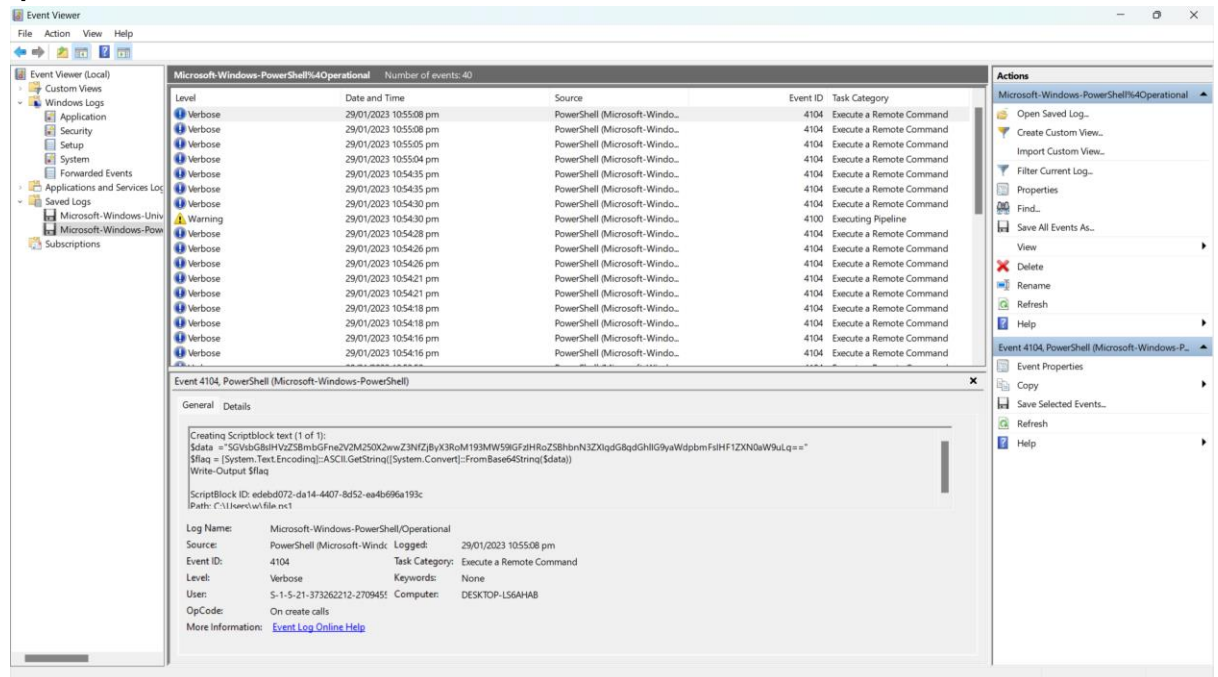 Event Viewer
File Action View Help
Event Viewer (Local)
Custom Views
Windows Logs
Application
Security
Setup
System
Forwarded Events
Applications and Services Log
Saved Logs
Microsoft-Windows-Univ
Microsoft-Windows-Pow
Subscriptions
Microsoft-Windows-PowerShell%4Operational Number of events: 40
Level Date and Time Source Event ID Task Category
Verbose 29/01/2023 10:55:08 pm PowerShell (Microsoft-Windo... 4104 Execute a Remote Command
Verbose 29/01/2023 10:55:08 pm PowerShell (Microsoft-Windo... 4104 Execute a Remote Command
Verbose 29/01/2023 10:55:05 pm PowerShell (Microsoft-Windo... 4104 Execute a Remote Command
Verbose 29/01/2023 10:55:04 pm PowerShell (Microsoft-Windo... 4104 Execute a Remote Command
Verbose 29/01/2023 10:54:35 pm PowerShell (Microsoft-Windo... 4104 Execute a Remote Command
Verbose 29/01/2023 10:54:35 pm PowerShell (Microsoft-Windo... 4104 Execute a Remote Command
Verbose 29/01/2023 10:54:30 pm PowerShell (Microsoft-Windo... 4104 Execute a Remote Command
Warning 29/01/2023 10:54:30 pm PowerShell (Microsoft-Windo... 4100 Executing Pipeline
Verbose 29/01/2023 10:54:28 pm PowerShell (Microsoft-Windo... 4104 Execute a Remote Command
Verbose 29/01/2023 10:54:26 pm PowerShell (Microsoft-Windo... 4104 Execute a Remote Command
Verbose 29/01/2023 10:54:26 pm PowerShell (Microsoft-Windo... 4104 Execute a Remote Command
Verbose 29/01/2023 10:54:21 pm PowerShell (Microsoft-Windo... 4104 Execute a Remote Command
Verbose 29/01/2023 10:54:21 pm PowerShell (Microsoft-Windo... 4104 Execute a Remote Command
Verbose 29/01/2023 10:54:18 pm PowerShell (Microsoft-Windo... 4104 Execute a Remote Command
Verbose 29/01/2023 10:54:18 pm PowerShell (Microsoft-Windo... 4104 Execute a Remote Command
Verbose 29/01/2023 10:54:16 pm PowerShell (Microsoft-Windo... 4104 Execute a Remote Command
Verbose 29/01/2023 10:54:16 pm PowerShell (Microsoft-Windo... 4104 Execute a Remote Command
Event 4104, PowerShell (Microsoft-Windows-PowerShell)
General Details
Creating Scriptblock text (1 of 1):
$data ="SGVsbG8sIHVzZSBmbGFne2V2M250X2wwZ3NfZjByX3RoM193MW59IGFzIHRoZSBhbnN3ZXIqdG8qdGhlIG9yaWdpbmFsIHF1ZXN0aW9uLq=="
$flag = [System.Text.Encoding]::ASCII.GetString([System.Convert]::FromBase64String($data))
Write-Output $flag
ScriptBlock ID: edebd072-da14-4407-8d52-ea4b696a193c
Path: C:\Users\w\file.ps1
Log Name: Microsoft-Windows-PowerShell/Operational
Source: PowerShell (Microsoft-Windc Logged: 29/01/2023 10:55:08 pm
Event ID: 4104 Task Category: Execute a Remote Command
Level: Verbose Keywords: None
User: S-1-5-21-373262212-270945! Computer: DESKTOP-LS6AHAB
OpCode: On create calls
More Information: Event Log Online Help
Actions
Microsoft-Windows-PowerShell%4Operational
Open Saved Log...
Create Custom View...
Import Custom View...
Filter Current Log...
Properties
Find...
Save All Events As...
View
Delete
Rename
Refresh
Help
Event 4104, PowerShell (Microsoft-Windows-P...
Event Properties
Copy
Save Selected Events...
Refresh
Help